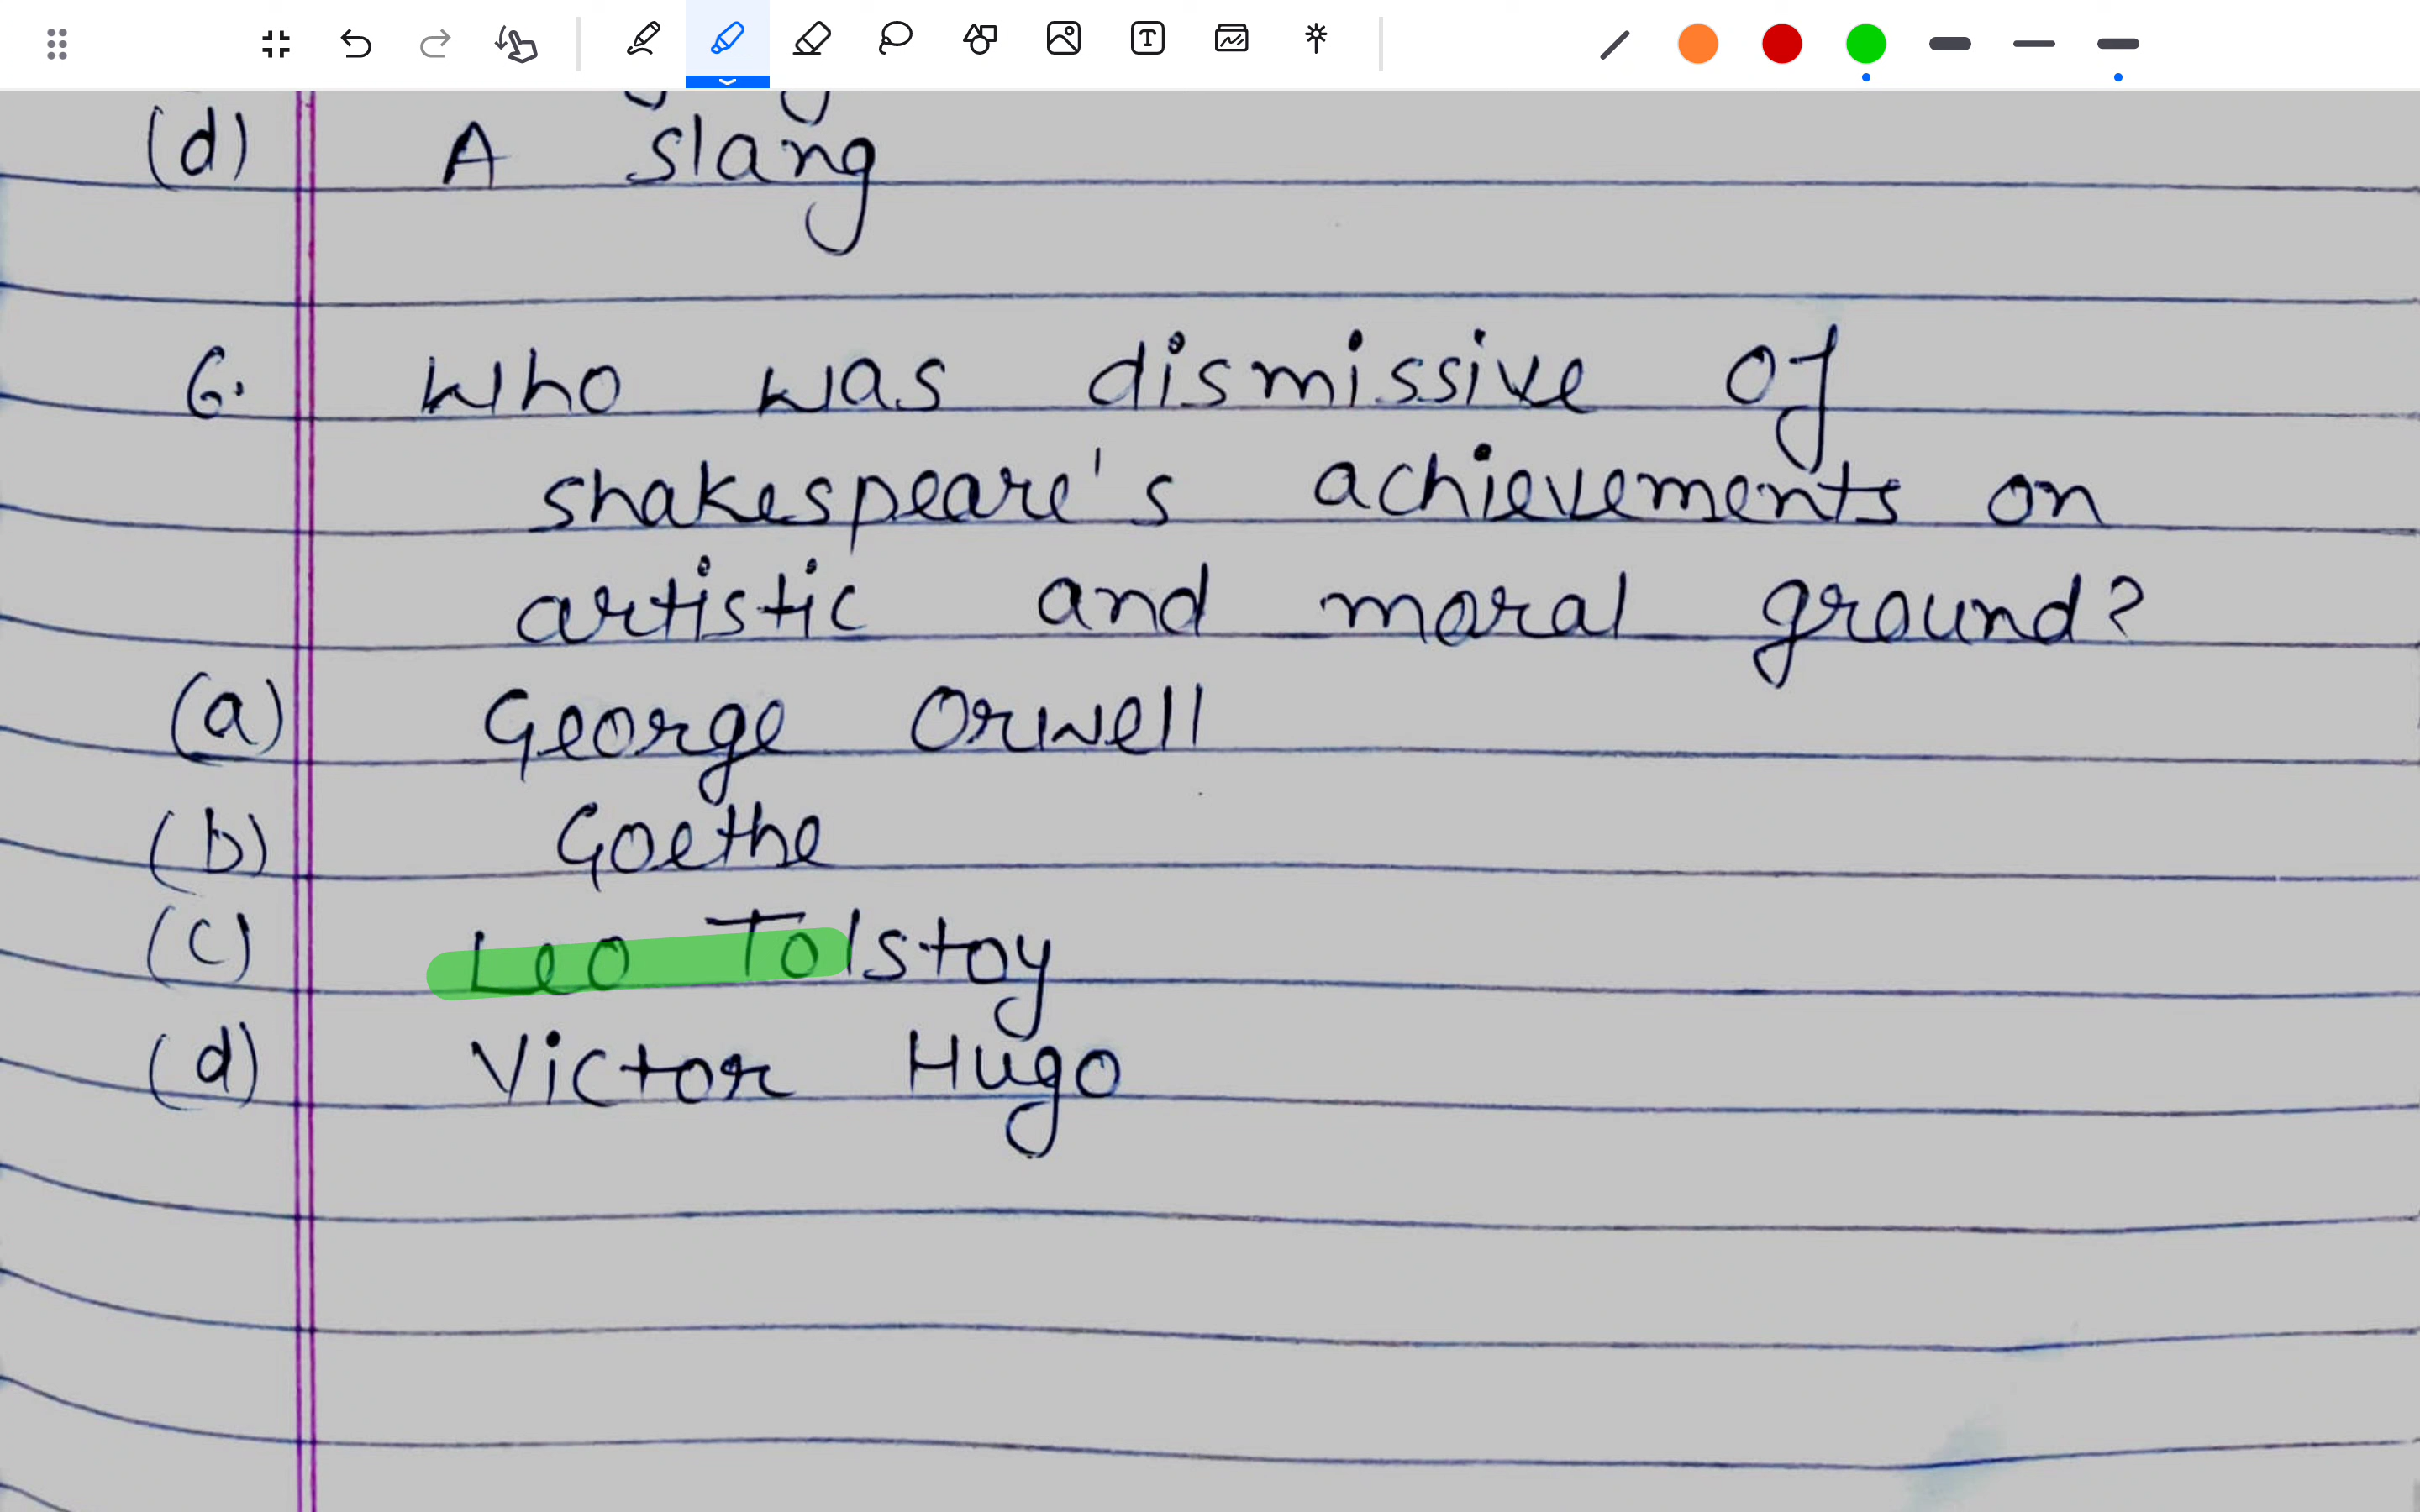 (d) A slang
6. Who was dismissive of
shakespeare's achievements on
artistic and moral ground?
(a) George Orwell
(b) Goethe
(c) Leo Tolstoy
(d) Victor Hugo